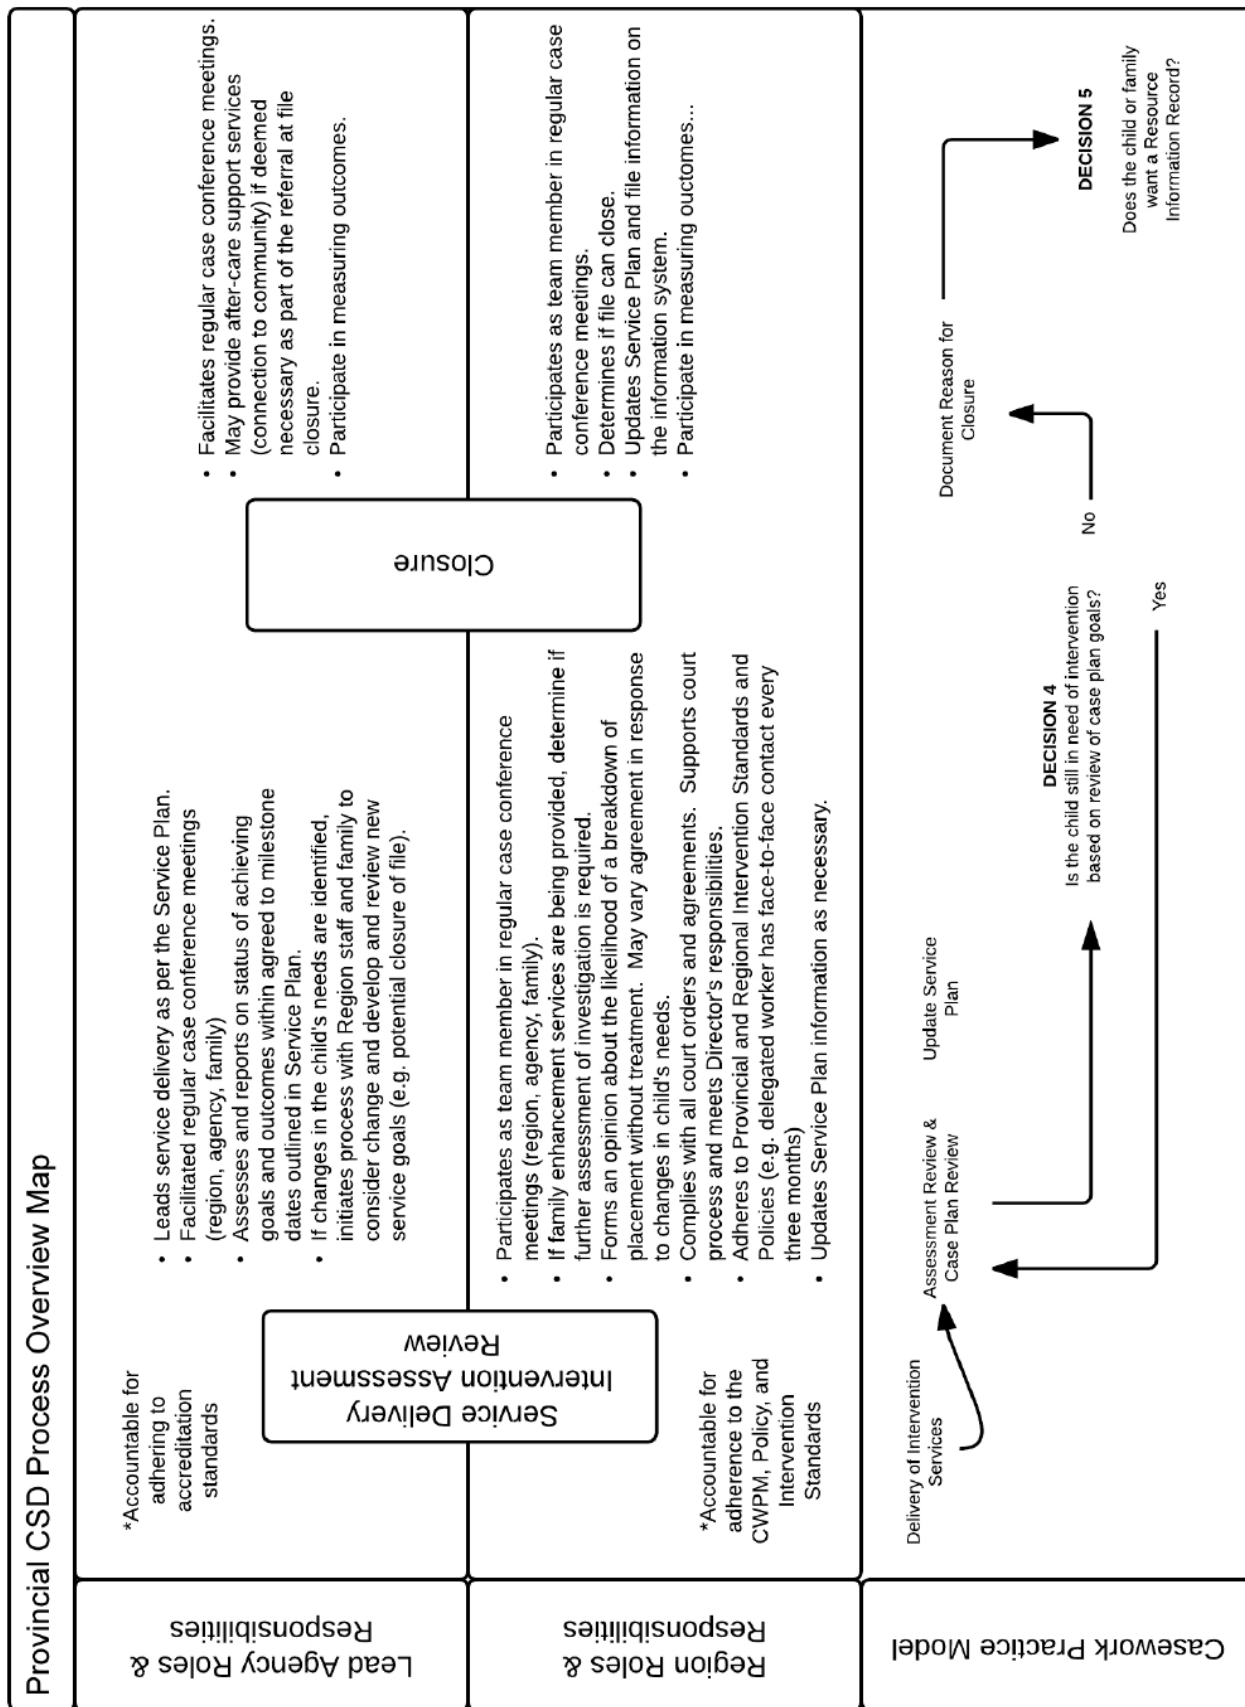 Provincial CSD Process Overview Map
Lead Agency Roles &
Responsibilities
*Accountable for
adhering to
accreditation
standards
Service Delivery
Intervention Assessment
Review
• Leads service delivery as per the Service Plan.
• Facilitated regular case conference meetings
(region, agency, family)
• Assesses and reports on status of achieving
goals and outcomes within agreed to milestone
dates outlined in Service Plan.
• If changes in the child's needs are identified,
initiates process with Region staff and family to
consider change and develop and review new
service goals (e.g. potential closure of file).
Closure
• Facilitates regular case conference meetings.
• May provide after-care support services
(connection to community) if deemed
necessary as part of the referral at file
closure.
• Participate in measuring outcomes.
Region Roles &
Responsibilities
*Accountable for
adherence to the
CWPM, Policy, and
Intervention
Standards
• Participates as team member in regular case conference
meetings (region, agency, family).
• If family enhancement services are being provided, determine if
further assessment of investigation is required.
• Forms an opinion about the likelihood of a breakdown of
placement without treatment. May vary agreement in response
to changes in child's needs.
• Complies with all court orders and agreements. Supports court
process and meets Director's responsibilities.
• Adheres to Provincial and Regional Intervention Standards and
Policies (e.g. delegated worker has face-to-face contact every
three months)
• Updates Service Plan information as necessary.
• Participates as team member in regular case
conference meetings.
• Determines if file can close.
• Updates Service Plan and file information on
the information system.
• Participate in measuring ouctomes...
Casework Practice Model
Delivery of Intervention
Services
Assessment Review &
Case Plan Review
Update Service
Plan
DECISION 4
Is the child still in need of intervention
based on review of case plan goals?
Yes
No
Document Reason for
Closure
DECISION 5
Does the child or family
want a Resource
Information Record?